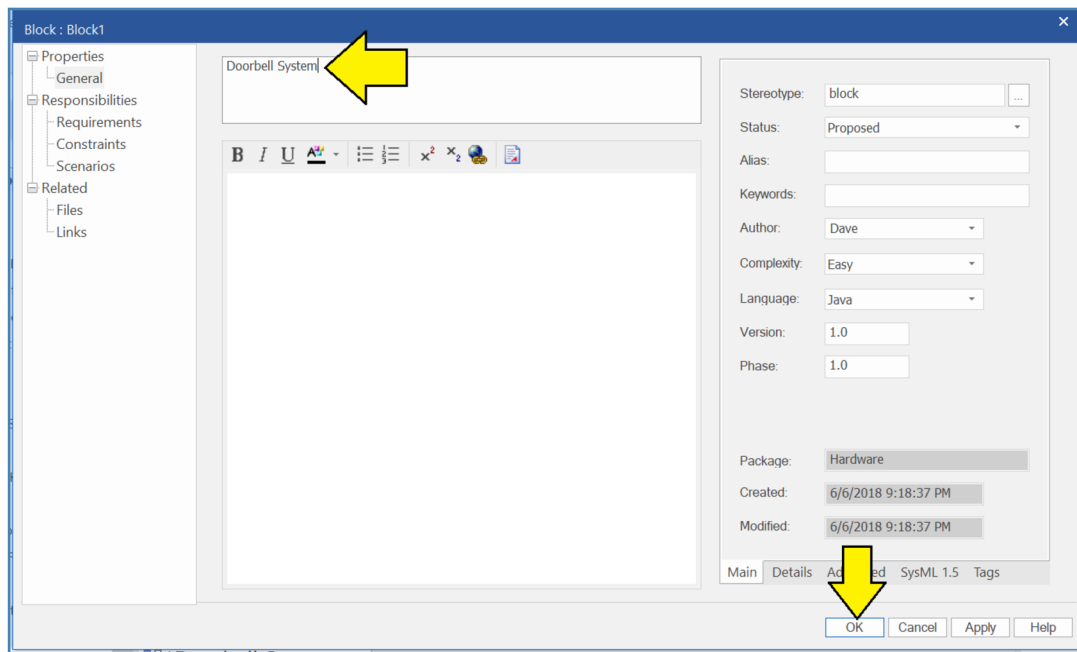 Block : Block1
Properties
General
Responsibilities
Requirements
Constraints
Scenarios
Related
Files
Links
Doorbell System
B I U A x² x₂
Stereotype: block ...
Status: Proposed
Alias:
Keywords:
Author: Dave
Complexity: Easy
Language: Java
Version: 1.0
Phase: 1.0
Package: Hardware
Created: 6/6/2018 9:18:37 PM
Modified: 6/6/2018 9:18:37 PM
Main Details SysML 1.5 Tags
OK Cancel Apply Help